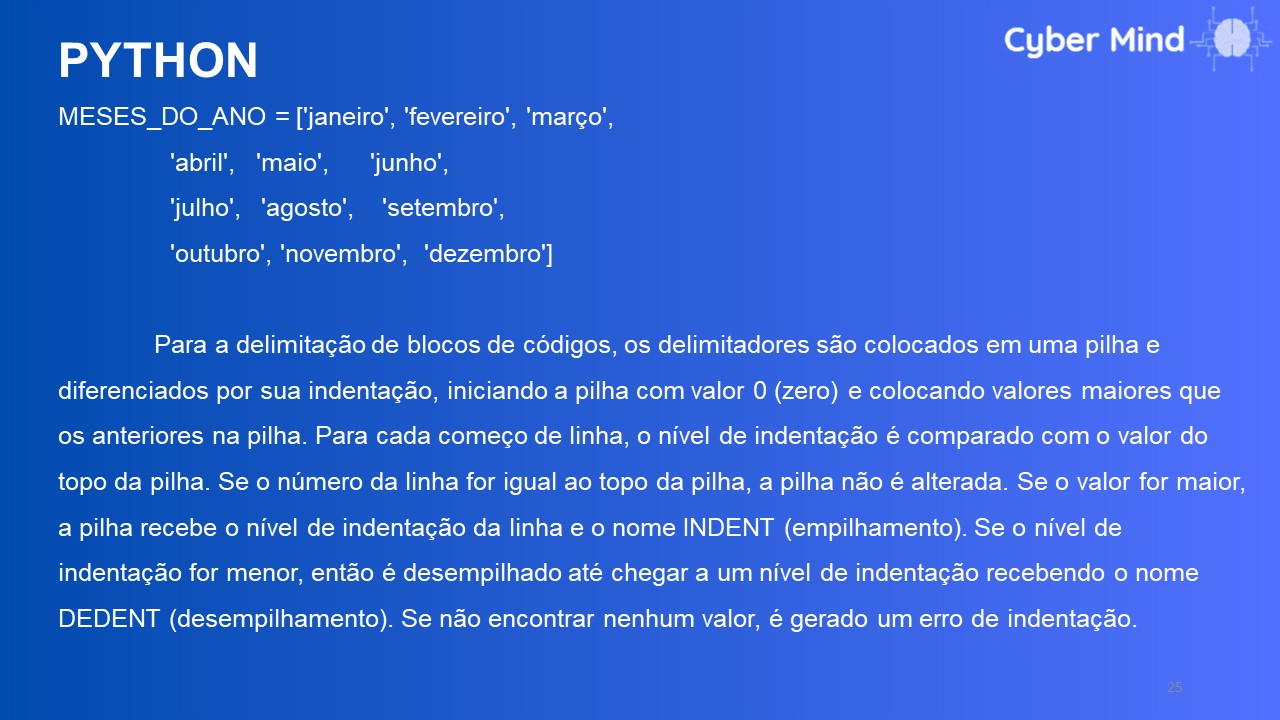 Cyber Mind
PYTHON
MESES_DO_ANO = ['janeiro', 'fevereiro', 'março',
'abril', 'maio', 'junho',
'julho', 'agosto', 'setembro',
'outubro', 'novembro', 'dezembro']
Para a delimitação de blocos de códigos, os delimitadores são colocados em uma pilha e
diferenciados por sua indentação, iniciando a pilha com valor 0 (zero) e colocando valores maiores que
os anteriores na pilha. Para cada começo de linha, o nível de indentação é comparado com o valor do
topo da pilha. Se o número da linha for igual ao topo da pilha, a pilha não é alterada. Se o valor for maior,
a pilha recebe o nível de indentação da linha e o nome INDENT (empilhamento). Se o nível de
indentação for menor, então é desempilhado até chegar a um nível de indentação recebendo o nome
DEDENT (desempilhamento). Se não encontrar nenhum valor, é gerado um erro de indentação.
25